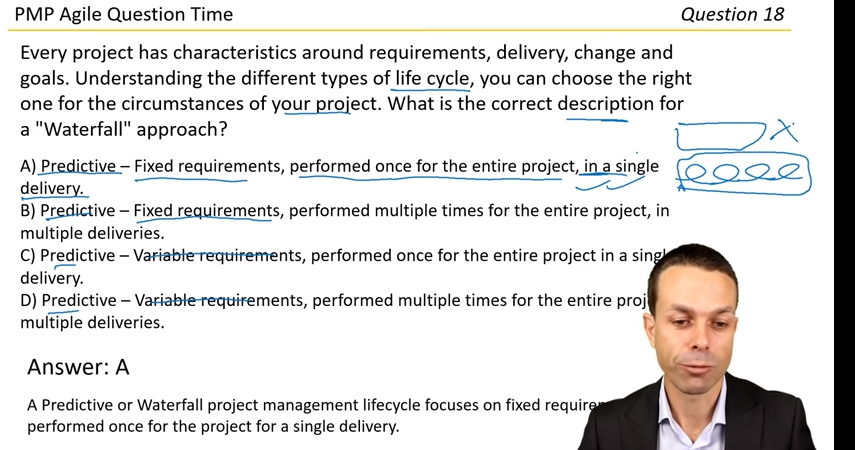 PMP Agile Question Time
Question 18
Every project has characteristics around requirements, delivery, change and
goals. Understanding the different types of life cycle, you can choose the right
one for the circumstances of your project. What is the correct description for
a "Waterfall" approach?
A) Predictive – Fixed requirements, performed once for the entire project, in a single
delivery.
B) Predictive – Fixed requirements, performed multiple times for the entire project, in
multiple deliveries.
C) Predictive – Variable requirements, performed once for the entire project in a singl
delivery.
D) Predictive – Variable requirements, performed multiple times for the entire proj
multiple deliveries.
Answer: A
A Predictive or Waterfall project management lifecycle focuses on fixed require
performed once for the project for a single delivery.